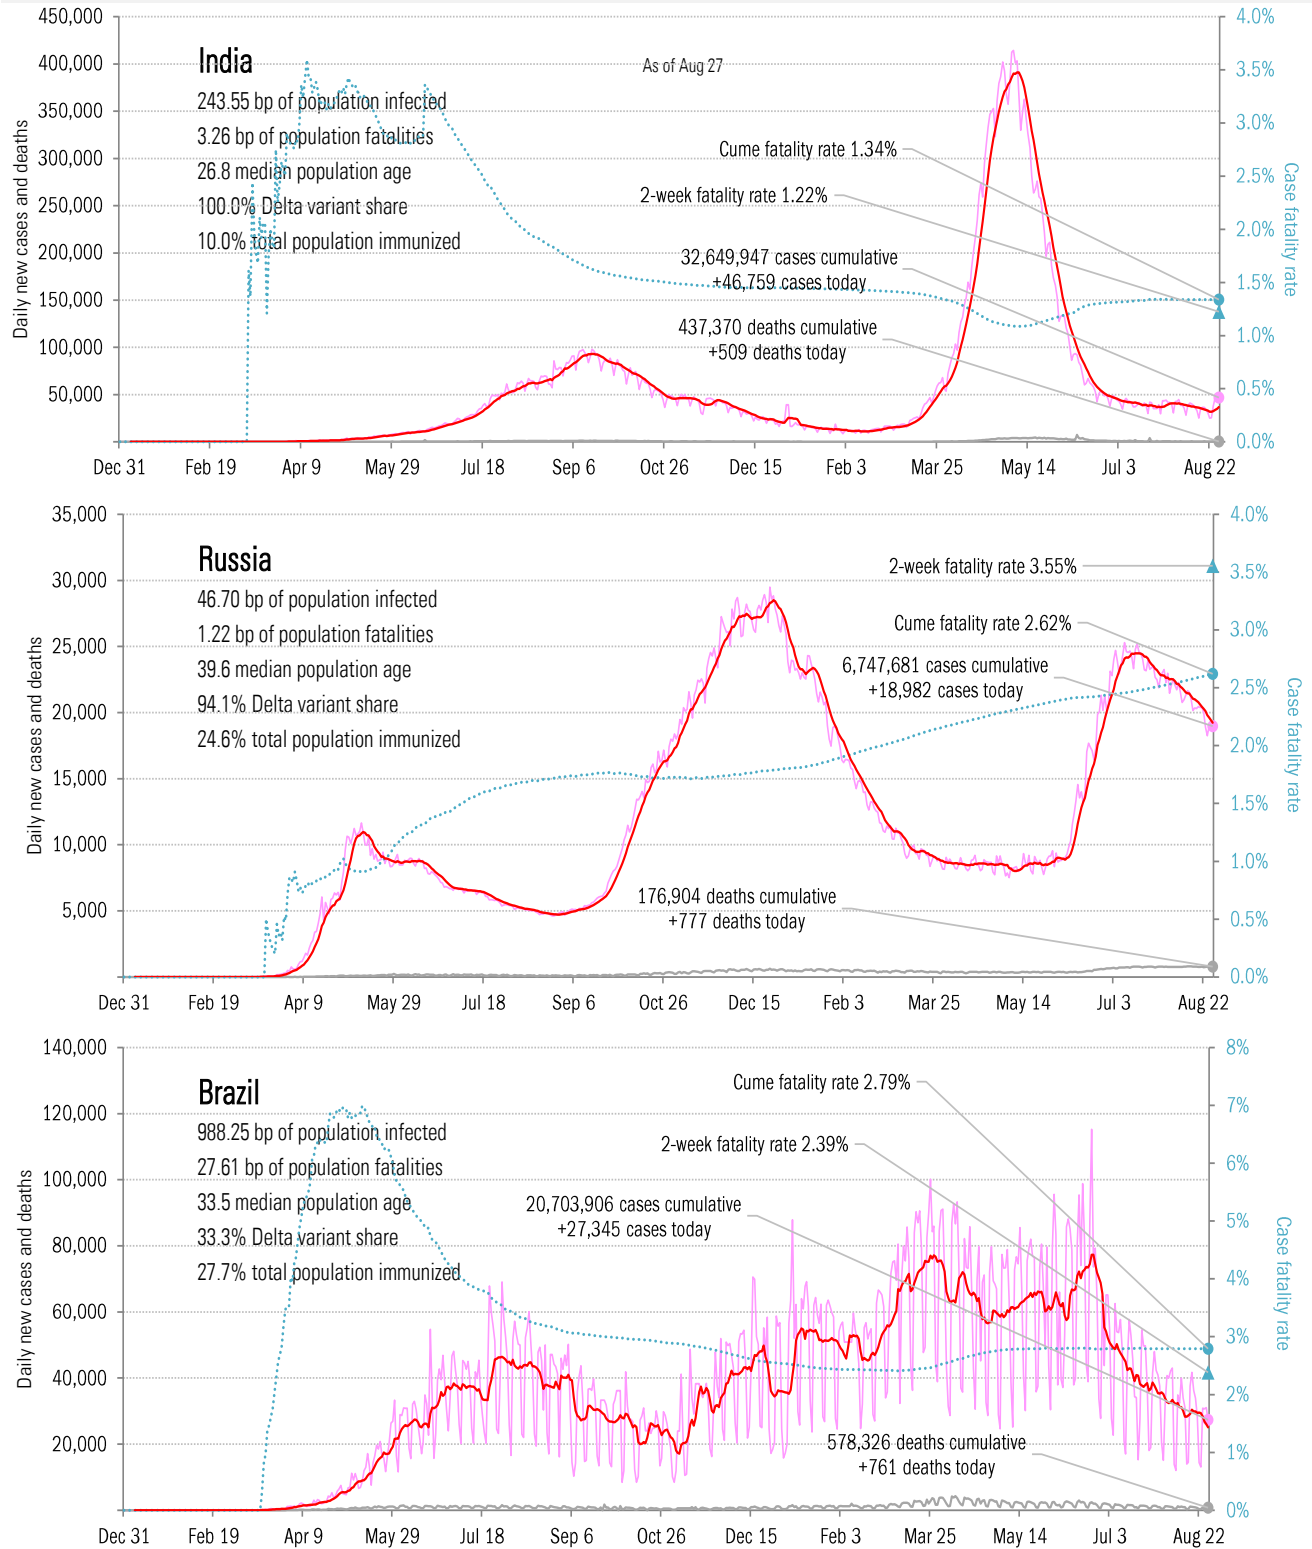 450,000
400,000
350,000
300,000
250,000
200,000
150,000
100,000
50,000
Daily new cases and deaths
4.0%
3.5%
3.0%
2.5%
2.0%
1.5%
1.0%
0.5%
0.0%
Case fatality rate
India
As of Aug 27
243.55 bp of population infected
3.26 bp of population fatalities
26.8 median population age
100.0% Delta variant share
10.0% total population immunized
Cume fatality rate 1.34%
2-week fatality rate 1.22%
32,649,947 cases cumulative
+46,759 cases today
437,370 deaths cumulative
+509 deaths today
Dec 31 Feb 19 Apr 9 May 29 Jul 18 Sep 6 Oct 26 Dec 15 Feb 3 Mar 25 May 14 Jul 3 Aug 22
35,000
30,000
25,000
20,000
15,000
10,000
5,000
Daily new cases and deaths
4.0%
3.5%
3.0%
2.5%
2.0%
1.5%
1.0%
0.5%
0.0%
Case fatality rate
Russia
46.70 bp of population infected
1.22 bp of population fatalities
39.6 median population age
94.1% Delta variant share
24.6% total population immunized
2-week fatality rate 3.55%
Cume fatality rate 2.62%
6,747,681 cases cumulative
+18,982 cases today
176,904 deaths cumulative
+777 deaths today
Dec 31 Feb 19 Apr 9 May 29 Jul 18 Sep 6 Oct 26 Dec 15 Feb 3 Mar 25 May 14 Jul 3 Aug 22
140,000
120,000
100,000
80,000
60,000
40,000
20,000
Daily new cases and deaths
8%
7%
6%
5%
4%
3%
2%
1%
0%
Case fatality rate
Brazil
988.25 bp of population infected
27.61 bp of population fatalities
33.5 median population age
33.3% Delta variant share
27.7% total population immunized
Cume fatality rate 2.79%
2-week fatality rate 2.39%
20,703,906 cases cumulative
+27,345 cases today
578,326 deaths cumulative
+761 deaths today
Dec 31 Feb 19 Apr 9 May 29 Jul 18 Sep 6 Oct 26 Dec 15 Feb 3 Mar 25 May 14 Jul 3 Aug 22